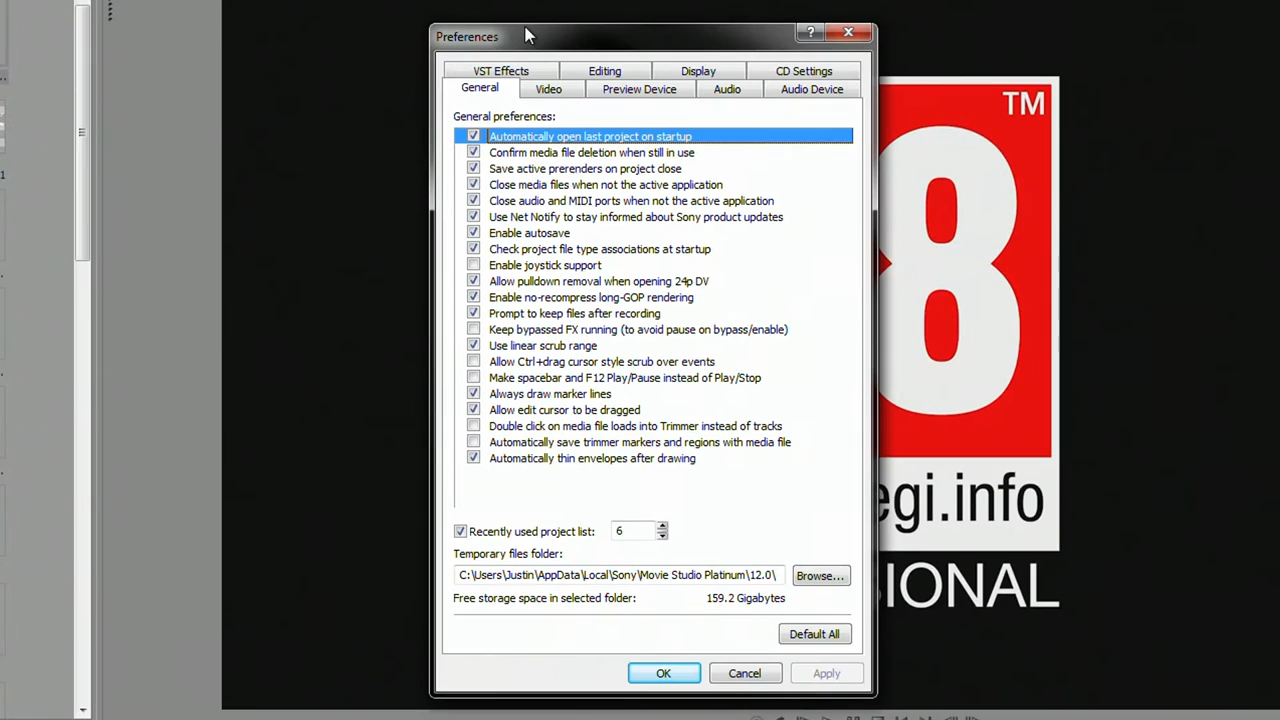 Preferences
VST Effects Editing Display CD Settings
General Video Preview Device Audio Audio Device
General preferences:
Automatically open last project on startup
Confirm media file deletion when still in use
Save active prerenders on project close
Close media files when not the active application
Close audio and MIDI ports when not the active application
Use Net Notify to stay informed about Sony product updates
Enable autosave
Check project file type associations at startup
Enable joystick support
Allow pulldown removal when opening 24p DV
Enable no-recompress long-GOP rendering
Prompt to keep files after recording
Keep bypassed FX running (to avoid pause on bypass/enable)
Use linear scrub range
Allow Ctrl+drag cursor style scrub over events
Make spacebar and F12 Play/Pause instead of Play/Stop
Always draw marker lines
Allow edit cursor to be dragged
Double click on media file loads into Trimmer instead of tracks
Automatically save trimmer markers and regions with media file
Automatically thin envelopes after drawing
Recently used project list: 6
Temporary files folder:
C:\Users\Justin\AppData\Local\Sony\Movie Studio Platinum\12.0\ Browse...
Free storage space in selected folder: 159.2 Gigabytes
Default All
OK Cancel Apply
TM
8
egi.info
SIONAL
1